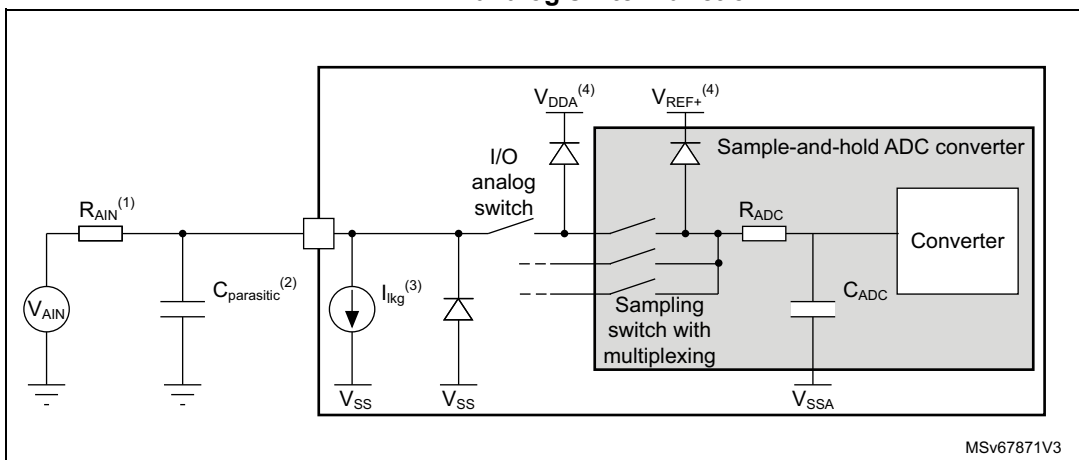 V_DDA^(4)
V_REF+^(4)
Sample-and-hold ADC converter
I/O
analog
switch
R_AIN^(1)
R_ADC
Converter
C_parasitic^(2)
I_lkg^(3)
C_ADC
V_AIN
Sampling
switch with
multiplexing
V_SS
V_SS
V_SSA
MSv67871V3